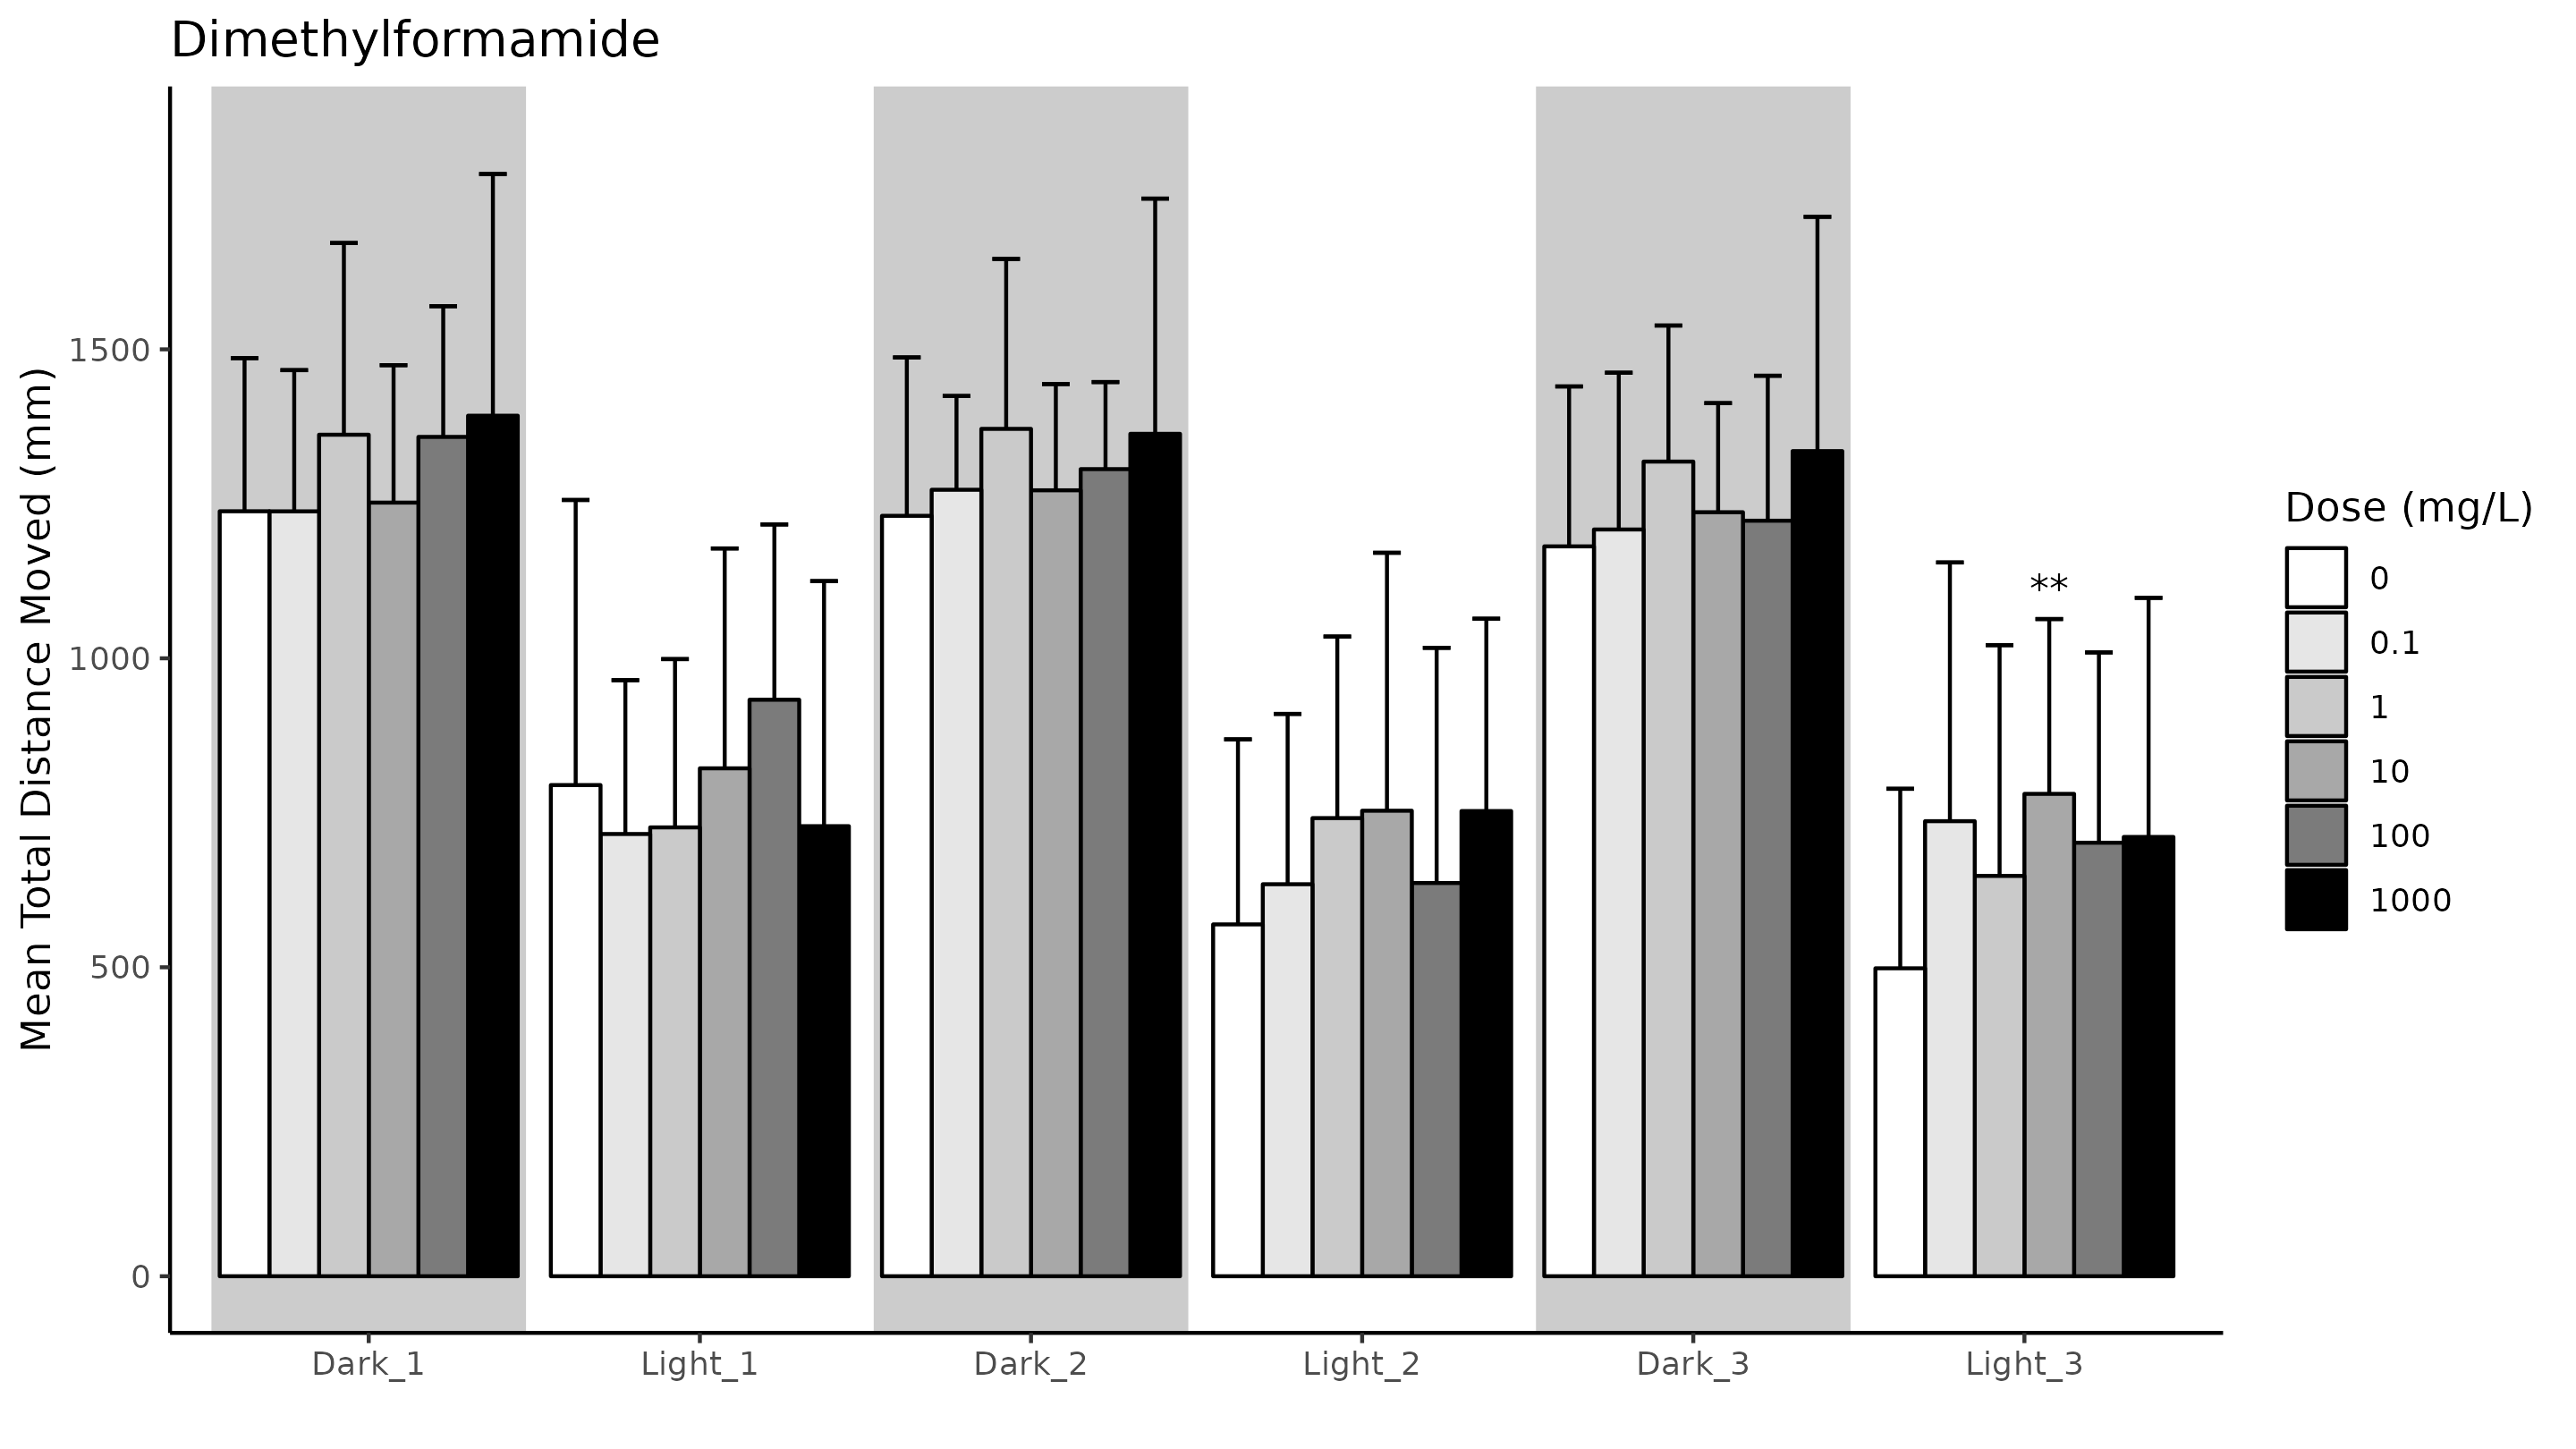 Dimethylformamide
Mean Total Distance Moved (mm)
1500
1000
500
0
**
Dark_1
Light_1
Dark_2
Light_2
Dark_3
Light_3
Dose (mg/L)
0
0.1
1
10
100
1000